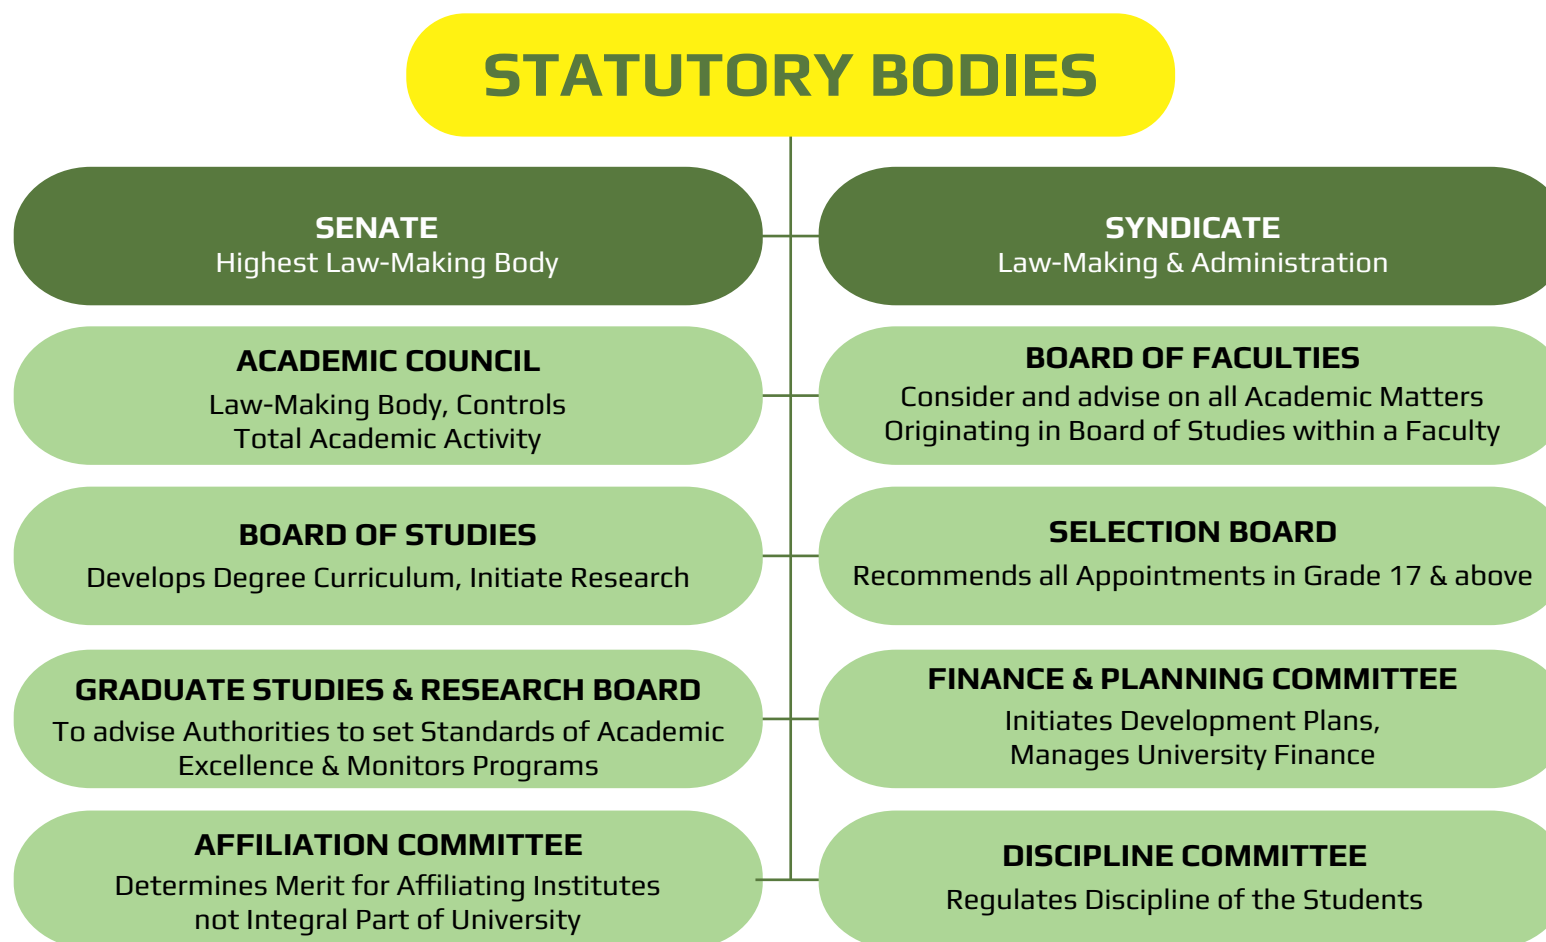 STATUTORY BODIES
SENATE
Highest Law-Making Body
SYNDICATE
Law-Making & Administration
ACADEMIC COUNCIL
Law-Making Body, Controls
Total Academic Activity
BOARD OF FACULTIES
Consider and advise on all Academic Matters
Originating in Board of Studies within a Faculty
BOARD OF STUDIES
Develops Degree Curriculum, Initiate Research
SELECTION BOARD
Recommends all Appointments in Grade 17 & above
GRADUATE STUDIES & RESEARCH BOARD
To advise Authorities to set Standards of Academic
Excellence & Monitors Programs
FINANCE & PLANNING COMMITTEE
Initiates Development Plans,
Manages University Finance
AFFILIATION COMMITTEE
Determines Merit for Affiliating Institutes
not Integral Part of University
DISCIPLINE COMMITTEE
Regulates Discipline of the Students